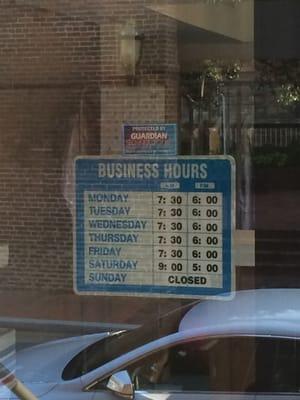 PROTECTED BY
GUARDIAN
BUSINESS HOURS
A.M. P.M.
MONDAY 7:30 6:00
TUESDAY 7:30 6:00
WEDNESDAY 7:30 6:00
THURSDAY 7:30 6:00
FRIDAY 7:30 6:00
SATURDAY 9:00 5:00
SUNDAY CLOSED